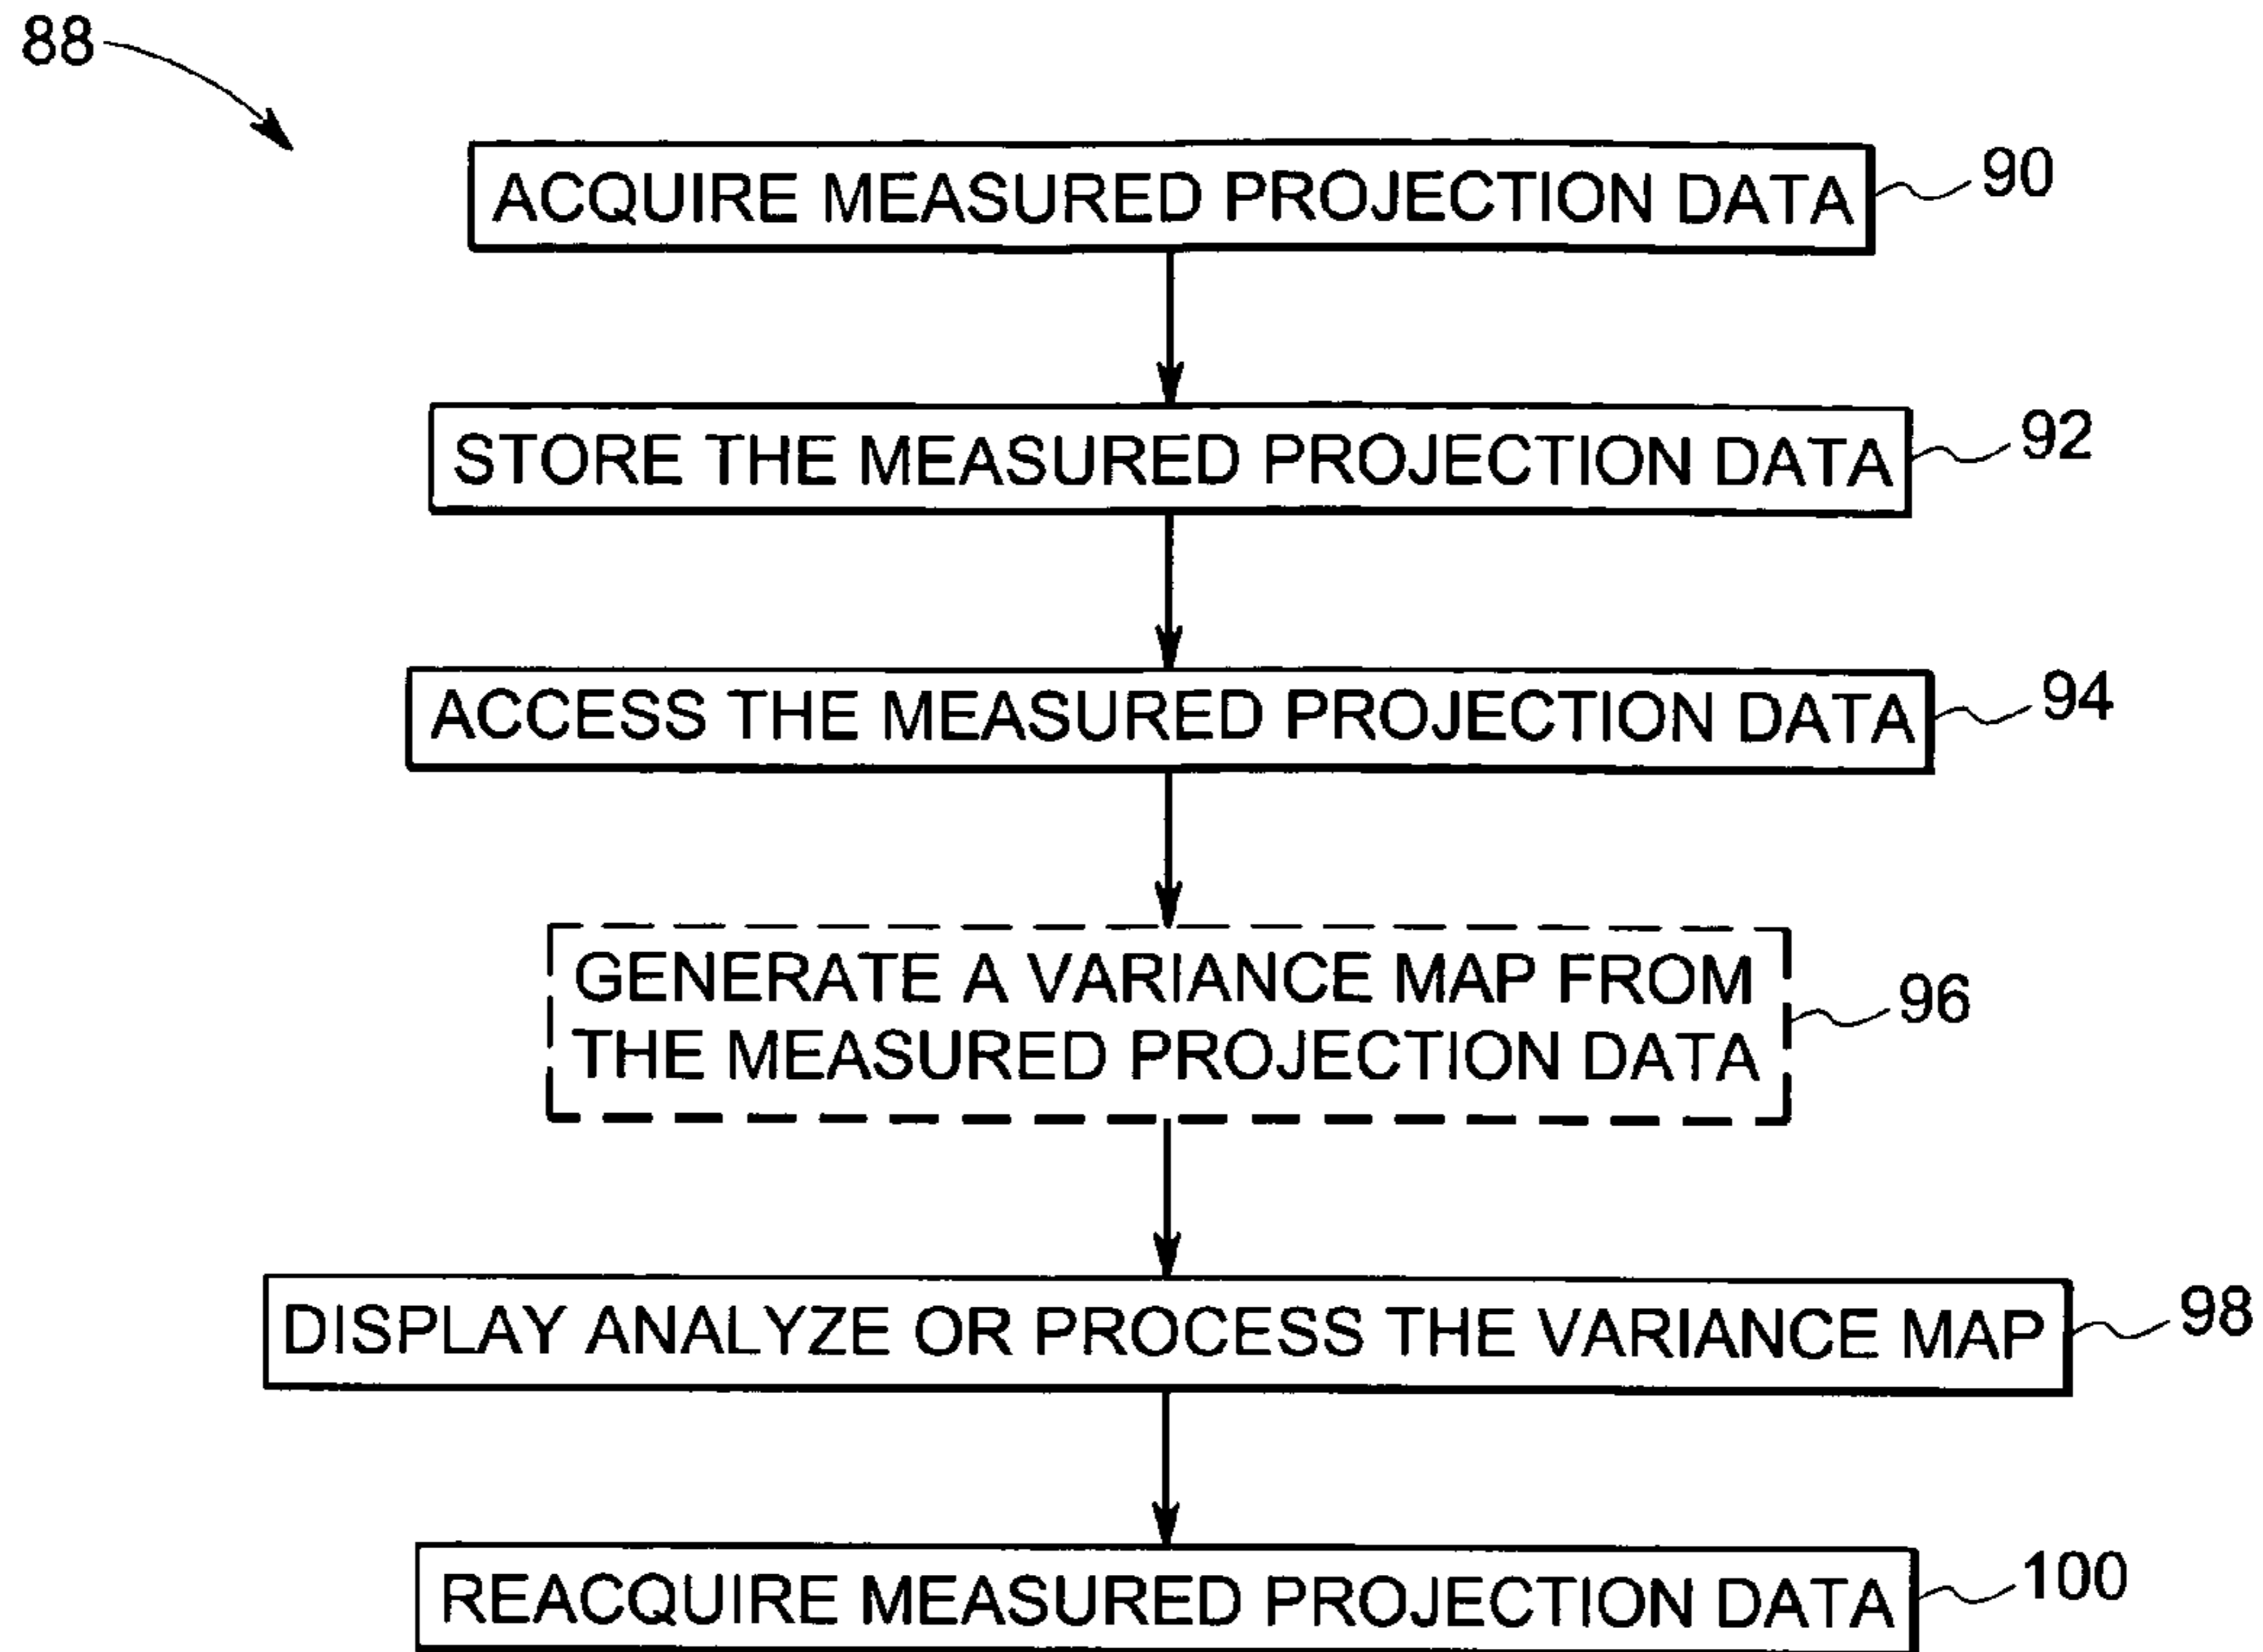 88
ACQUIRE MEASURED PROJECTION DATA
90
STORE THE MEASURED PROJECTION DATA
92
ACCESS THE MEASURED PROJECTION DATA
94
GENERATE A VARIANCE MAP FROM
THE MEASURED PROJECTION DATA
96
DISPLAY ANALYZE OR PROCESS THE VARIANCE MAP
98
REACQUIRE MEASURED PROJECTION DATA
100